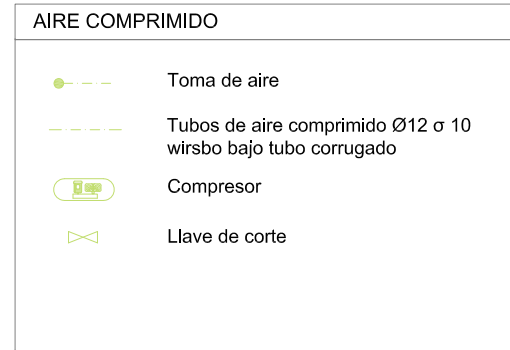 AIRE COMPRIMIDO
Toma de aire
Tubos de aire comprimido Ø12 σ 10
wirsbo bajo tubo corrugado
Compresor
Llave de corte